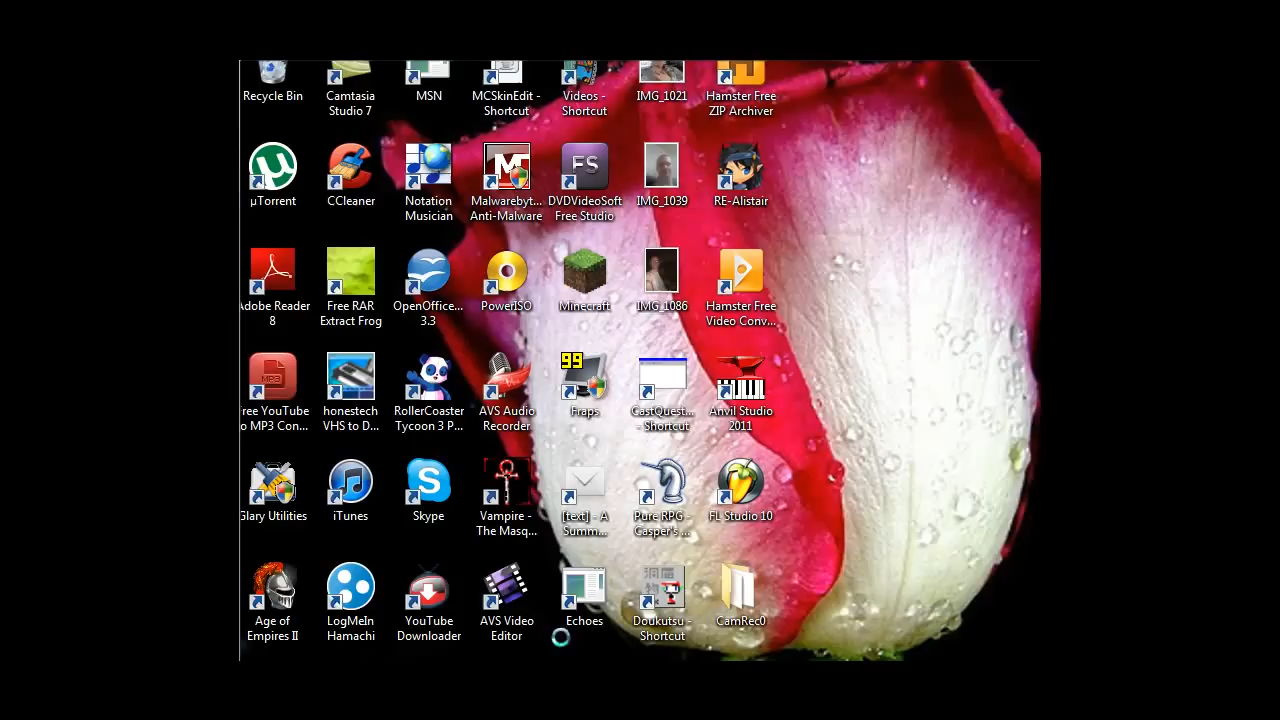 Recycle Bin
Camtasia
Studio 7
MSN
MCSkinEdit -
Shortcut
Videos -
Shortcut
IMG_1021
Hamster Free
ZIP Archiver
µTorrent
CCleaner
Notation
Musician
Malwarebyt...
Anti-Malware
DVDVideoSoft
Free Studio
IMG_1039
RE-Alistair
Adobe Reader
8
Free RAR
Extract Frog
OpenOffice...
3.3
PowerISO
Minecraft
IMG_1086
Hamster Free
Video Conv...
ree YouTube
o MP3 Con...
honestech
VHS to D...
RollerCoaster
Tycoon 3 P...
AVS Audio
Recorder
99
Fraps
CastQuest...
- Shortcut
Anvil Studio
2011
Glary Utilities
iTunes
Skype
Vampire -
The Masq...
[text] - A
Summ...
Pure RPG -
Casper's ...
FL Studio 10
Age of
Empires II
LogMeIn
Hamachi
YouTube
Downloader
AVS Video
Editor
Echoes
Doukutsu -
Shortcut
CamRec0